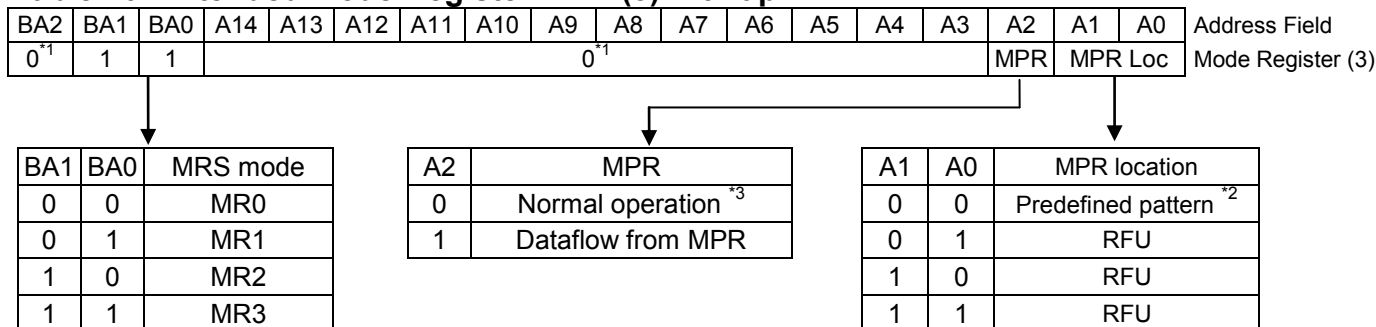 BA2 BA1 BA0 A14 A13 A12 A11 A10 A9 A8 A7 A6 A5 A4 A3 A2 A1 A0 Address Field
0*1 1 1 0*1 MPR MPR Loc Mode Register (3)
BA1 BA0 MRS mode
0 0 MR0
0 1 MR1
1 0 MR2
1 1 MR3
A2 MPR
0 Normal operation *3
1 Dataflow from MPR
A1 A0 MPR location
0 0 Predefined pattern *2
0 1 RFU
1 0 RFU
1 1 RFU